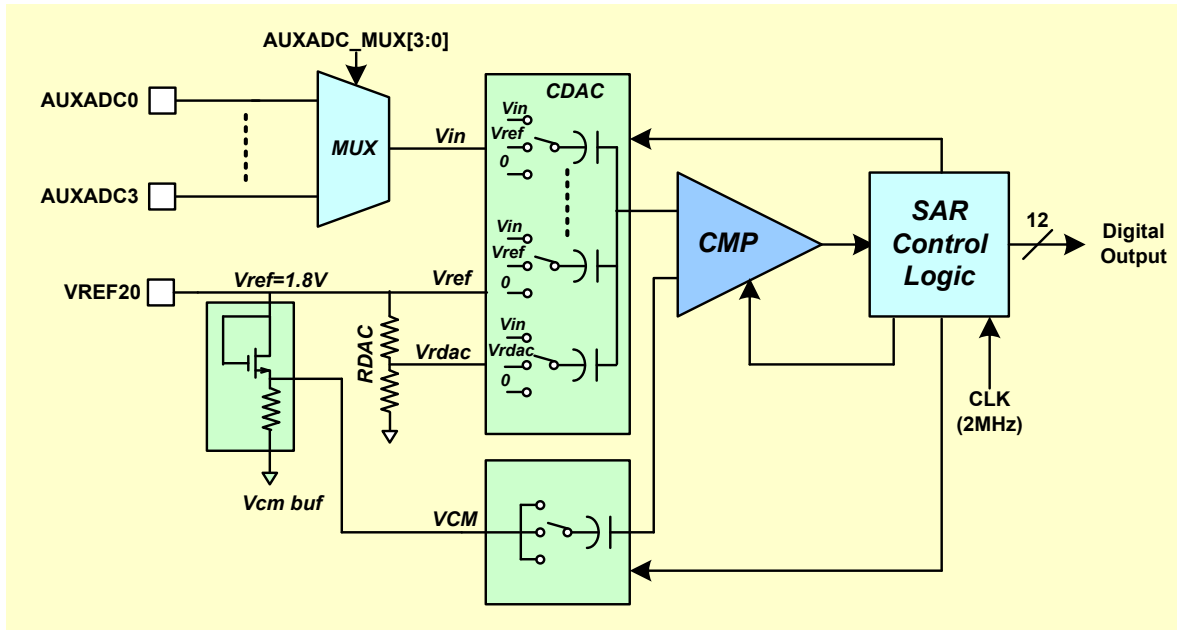 AUXADC_MUX[3:0]
AUXADC0
AUXADC3
MUX
Vin
CDAC
Vin
Vref
0
Vin
Vref
0
Vin
Vrdac
0
CMP
SAR
Control
Logic
12
Digital
Output
CLK
(2MHz)
VREF20
Vref=1.8V
Vref
RDAC
Vrdac
Vcm buf
VCM